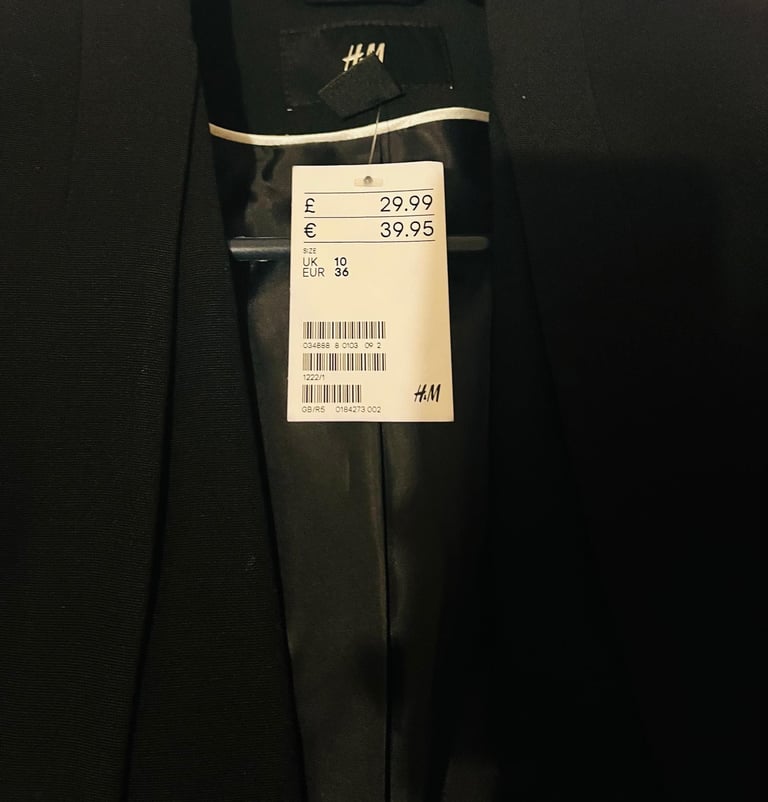 H&M
£ 29.99
€ 39.95
SIZE
UK 10
EUR 36
034888 8 0103 09 2
1222/1
GB/R5 0184273 002
H&M